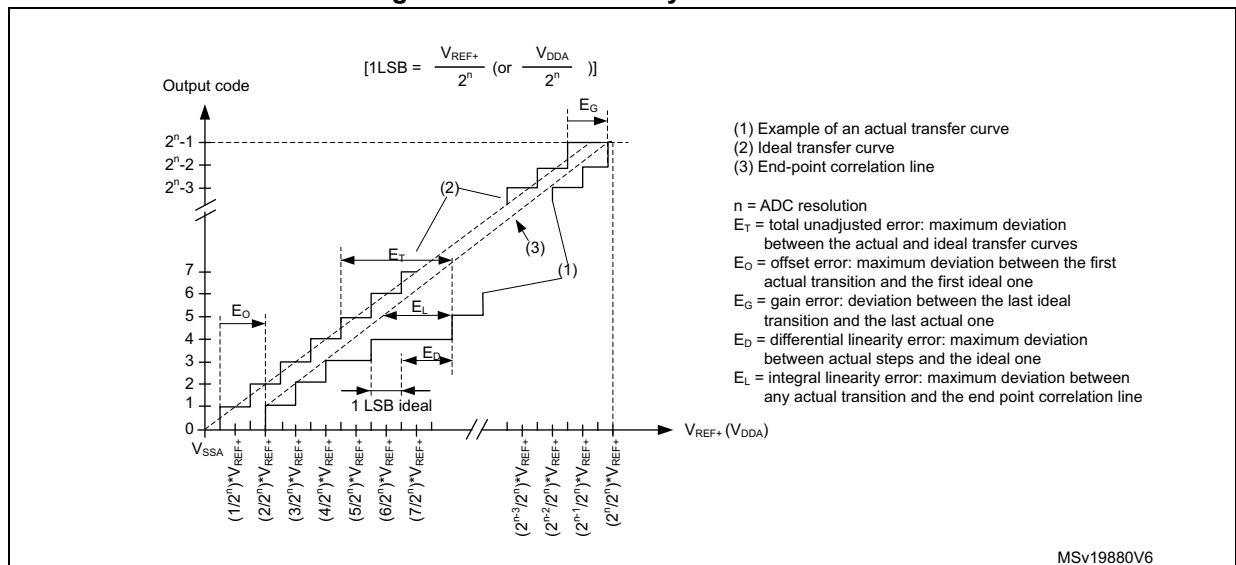 [1LSB = V_REF+ / 2^n (or V_DDA / 2^n )]
Output code
E_G
2^n-1
2^n-2
2^n-3
(2)
(3)
(1)
7
6
5
4
3
2
1
0
E_T
E_O
E_L
E_D
1 LSB ideal
V_SSA
V_REF+ (V_DDA)
(1/2^n)*V_REF+
(2/2^n)*V_REF+
(3/2^n)*V_REF+
(4/2^n)*V_REF+
(5/2^n)*V_REF+
(6/2^n)*V_REF+
(7/2^n)*V_REF+
(2^n-3/2^n)*V_REF+
(2^n-2/2^n)*V_REF+
(2^n-1/2^n)*V_REF+
(2^n/2^n)*V_REF+
(1) Example of an actual transfer curve
(2) Ideal transfer curve
(3) End-point correlation line
n = ADC resolution
E_T = total unadjusted error: maximum deviation
between the actual and ideal transfer curves
E_O = offset error: maximum deviation between the first
actual transition and the first ideal one
E_G = gain error: deviation between the last ideal
transition and the last actual one
E_D = differential linearity error: maximum deviation
between actual steps and the ideal one
E_L = integral linearity error: maximum deviation between
any actual transition and the end point correlation line
MSv19880V6